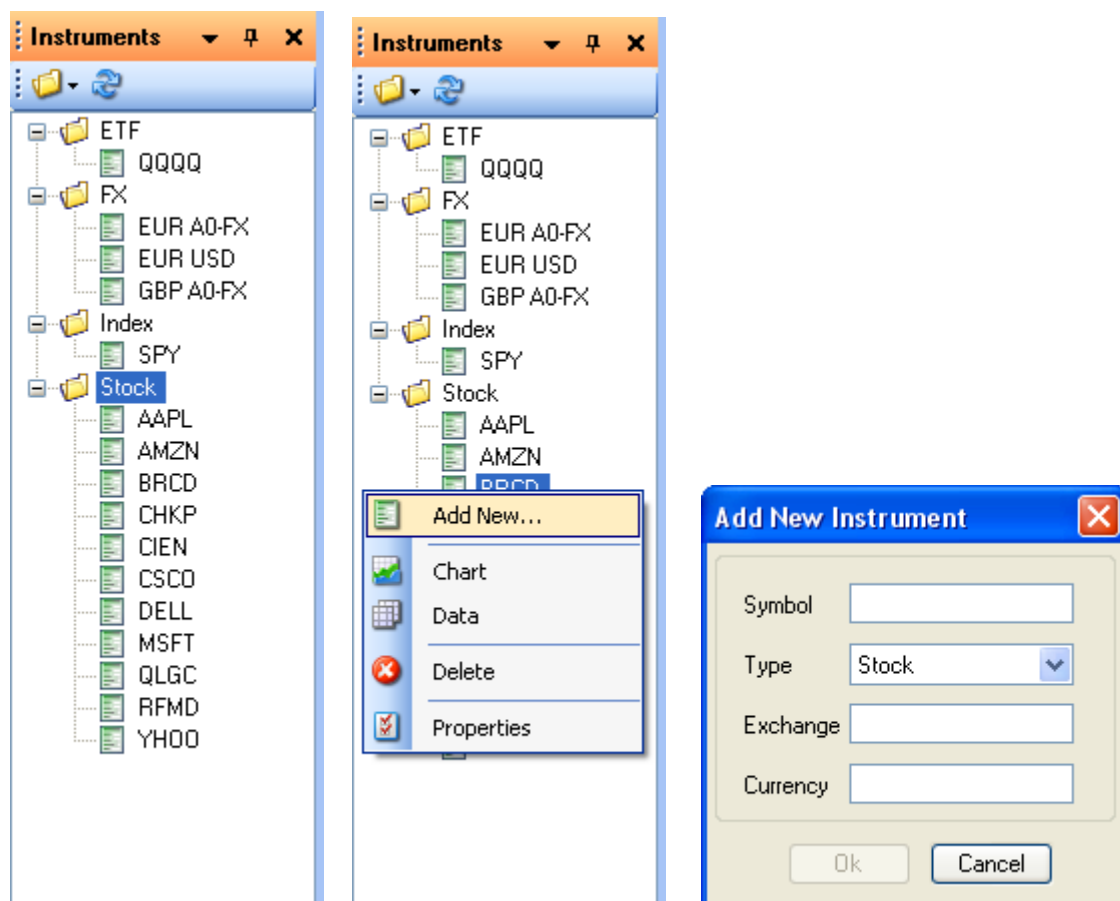 Instruments
ETF
QQQQ
FX
EUR A0-FX
EUR USD
GBP A0-FX
Index
SPY
Stock
AAPL
AMZN
BRCD
CHKP
CIEN
CSCO
DELL
MSFT
QLGC
RFMD
YHOO
Instruments
ETF
QQQQ
FX
EUR A0-FX
EUR USD
GBP A0-FX
Index
SPY
Stock
AAPL
AMZN
BRCD
Add New...
Chart
Data
Delete
Properties
Add New Instrument
Symbol
Type Stock
Exchange
Currency
Ok Cancel